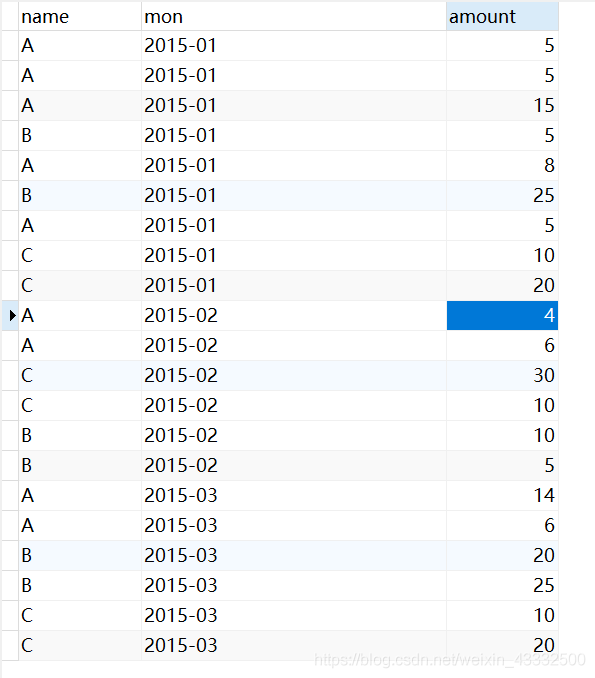 name mon amount
A 2015-01 5
A 2015-01 5
A 2015-01 15
B 2015-01 5
A 2015-01 8
B 2015-01 25
A 2015-01 5
C 2015-01 10
C 2015-01 20
A 2015-02 4
A 2015-02 6
C 2015-02 30
C 2015-02 10
B 2015-02 10
B 2015-02 5
A 2015-03 14
A 2015-03 6
B 2015-03 20
B 2015-03 25
C 2015-03 10
C 2015-03 20
https://blog.csdn.net/weixin_43332500